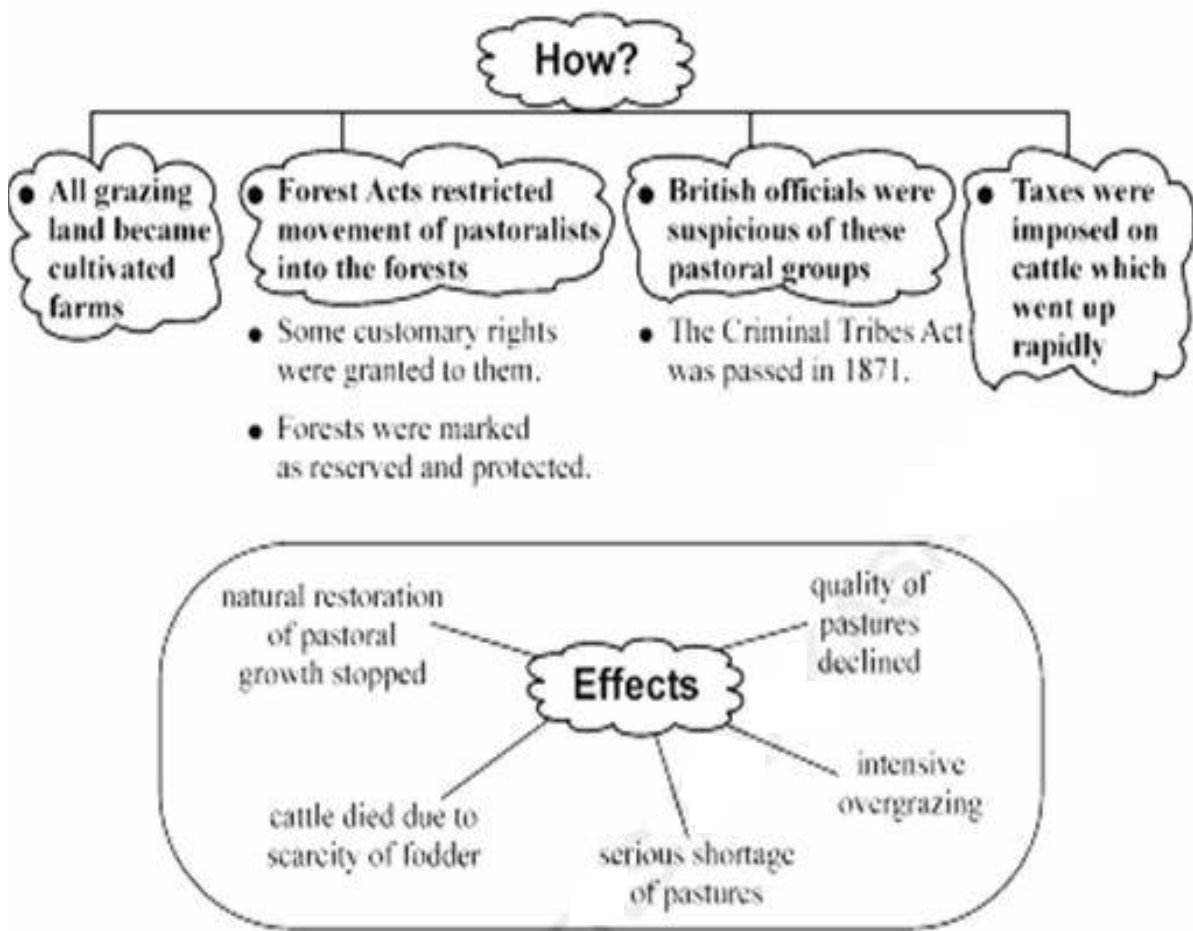 How?
● All grazing
land became
cultivated
farms
● Forest Acts restricted
movement of pastoralists
into the forests
● Some customary rights
were granted to them.
● Forests were marked
as reserved and protected.
● British officials were
suspicious of these
pastoral groups
● The Criminal Tribes Act
was passed in 1871.
● Taxes were
imposed on
cattle which
went up
rapidly
natural restoration
of pastoral
growth stopped
quality of
pastures
declined
Effects
intensive
overgrazing
cattle died due to
scarcity of fodder
serious shortage
of pastures